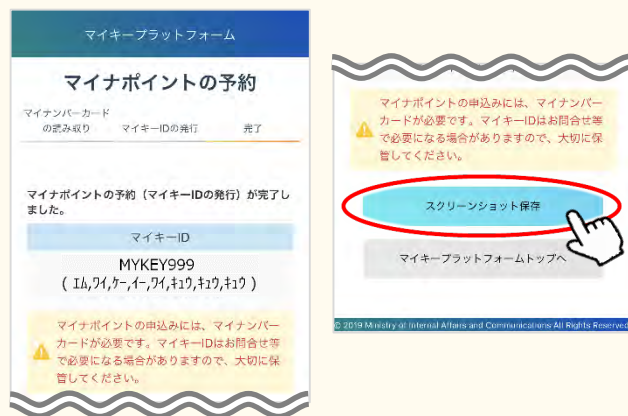 マイキープラットフォーム
マイナポイントの予約
マイナンバーカード
の読み取り マイキーIDの発行 完了
マイナポイントの予約（マイキーIDの発行）が完了し
ました。
マイキーID
MYKEY999
( ｴﾑ,ﾜｲ,ｹｰ,ｲｰ,ﾜｲ,ｷｭｳ,ｷｭｳ,ｷｭｳ )
マイナポイントの申込みには、マイナンバー
カードが必要です。マイキーIDはお問合せ等
で必要になる場合がありますので、大切に保
管してください。
マイナポイントの申込みには、マイナンバー
カードが必要です。マイキーIDはお問合せ等
で必要になる場合がありますので、大切に保
管してください。
スクリーンショット保存
マイキープラットフォームトップへ
© 2019 Ministry of Internal Affairs and Communications All Rights Reserved